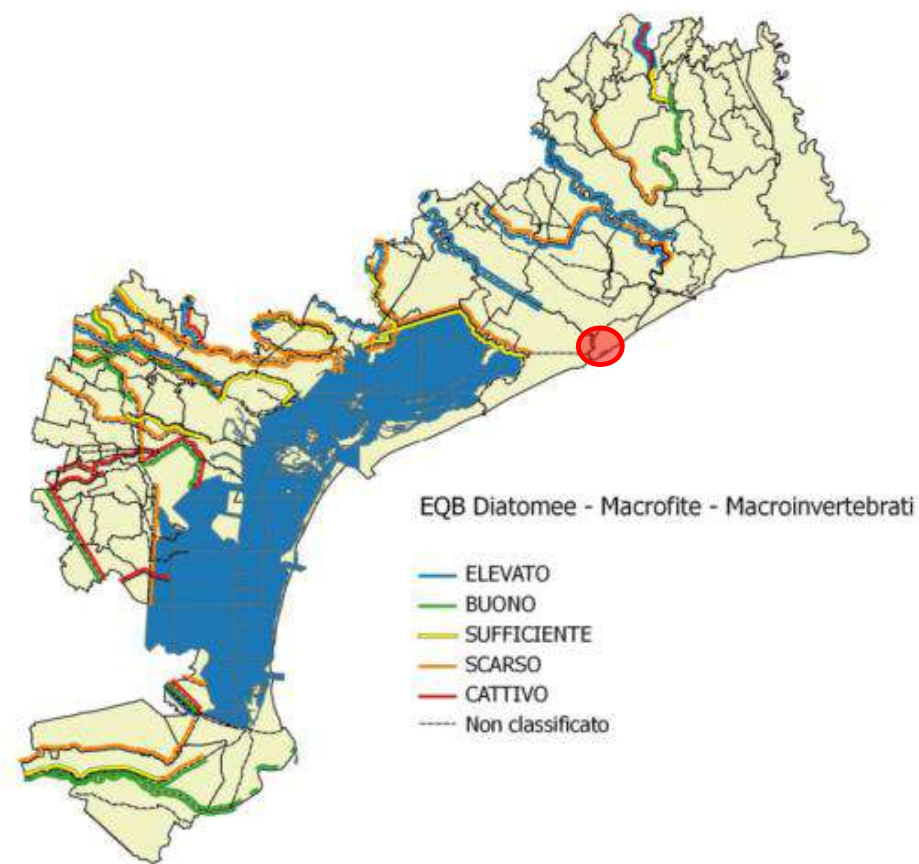 EQB Diatomee - Macrofite - Macroinvertebrati
ELEVATO
BUONO
SUFFICIENTE
SCARSO
CATTIVO
Non classificato